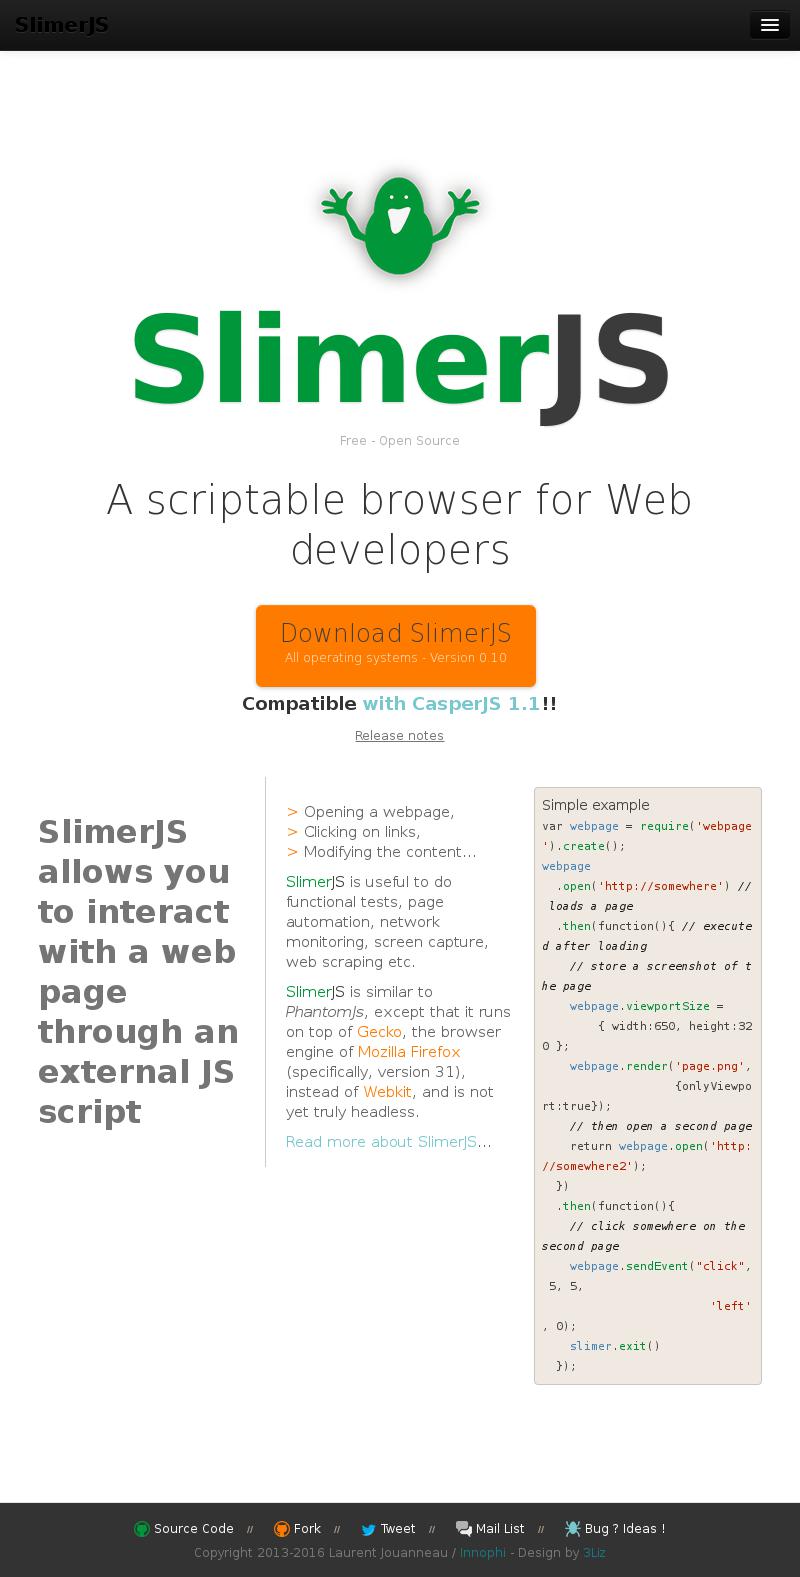 SlimerJS
SlimerJS
Free - Open Source
A scriptable browser for Web
developers
Download SlimerJS
All operating systems - Version 0.10
Compatible with CasperJS 1.1!!
Release notes
SlimerJS
allows you
to interact
with a web
page
through an
external JS
script
> Opening a webpage,
> Clicking on links,
> Modifying the content...
SlimerJS is useful to do
functional tests, page
automation, network
monitoring, screen capture,
web scraping etc.
SlimerJS is similar to
PhantomJs, except that it runs
on top of Gecko, the browser
engine of Mozilla Firefox
(specifically, version 31),
instead of Webkit, and is not
yet truly headless.
Read more about SlimerJS...
Simple example
var webpage = require('webpage
').create();
webpage
  .open('http://somewhere') //
 loads a page
  .then(function(){ // execute
d after loading
    // store a screenshot of t
he page
    webpage.viewportSize =
        { width:650, height:32
0 };
    webpage.render('page.png',
                   {onlyViewpo
rt:true});
    // then open a second page
    return webpage.open('http:
//somewhere2');
  })
  .then(function(){
    // click somewhere on the
second page
    webpage.sendEvent("click",
 5, 5,
                        'left'
, 0);
    slimer.exit()
  });
Source Code // Fork // Tweet // Mail List // Bug ? Ideas !
Copyright 2013-2016 Laurent Jouanneau / Innophi - Design by 3Liz